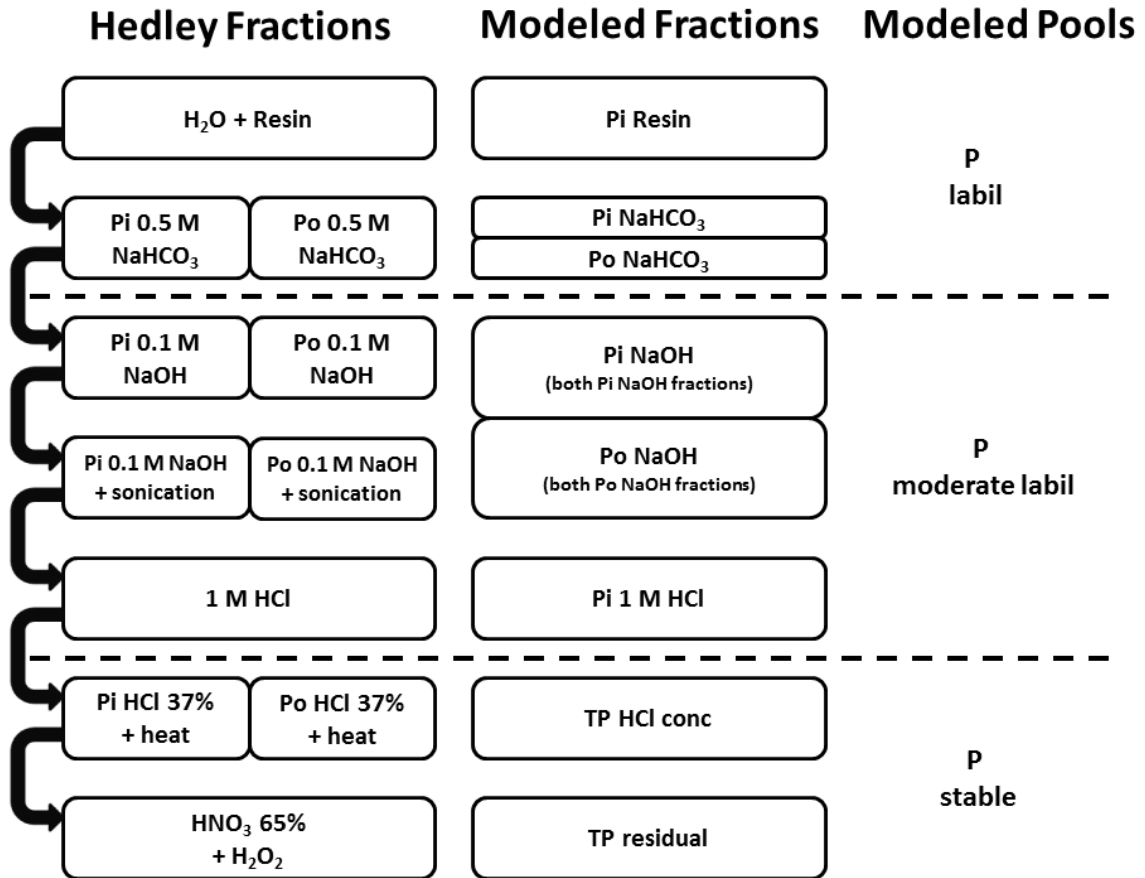 Hedley Fractions Modeled Fractions Modeled Pools
H₂O + Resin
Pi Resin
P
labil
Pi 0.5 M
NaHCO₃
Po 0.5 M
NaHCO₃
Pi NaHCO₃
Po NaHCO₃
Pi 0.1 M
NaOH
Po 0.1 M
NaOH
Pi NaOH
(both Pi NaOH fractions)
Pi 0.1 M NaOH
+ sonication
Po 0.1 M NaOH
+ sonication
Po NaOH
(both Po NaOH fractions)
P
moderate labil
1 M HCl
Pi 1 M HCl
Pi HCl 37%
+ heat
Po HCl 37%
+ heat
TP HCl conc
P
stable
HNO₃ 65%
+ H₂O₂
TP residual